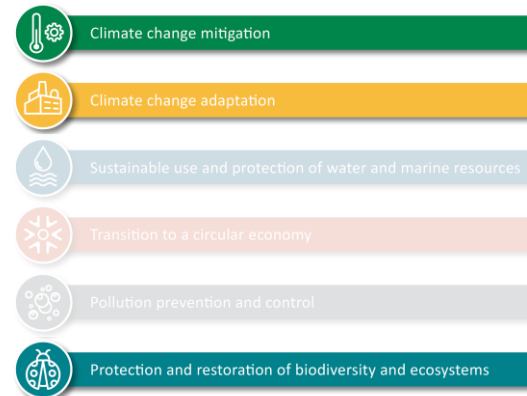 Climate change mitigation
Climate change adaptation
Sustainable use and protection of water and marine resources
Transition to a circular economy
Pollution prevention and control
Protection and restoration of biodiversity and ecosystems